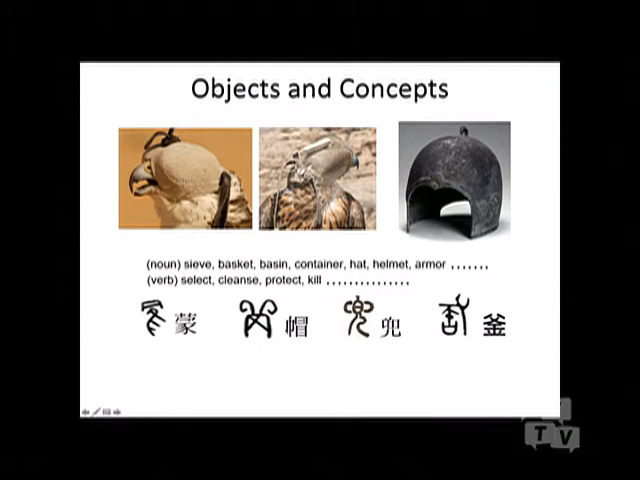 Objects and Concepts
(noun) sieve, basket, basin, container, hat, helmet, armor .......
(verb) select, cleanse, protect, kill ...............
蒙 帽 兜 釜
TV